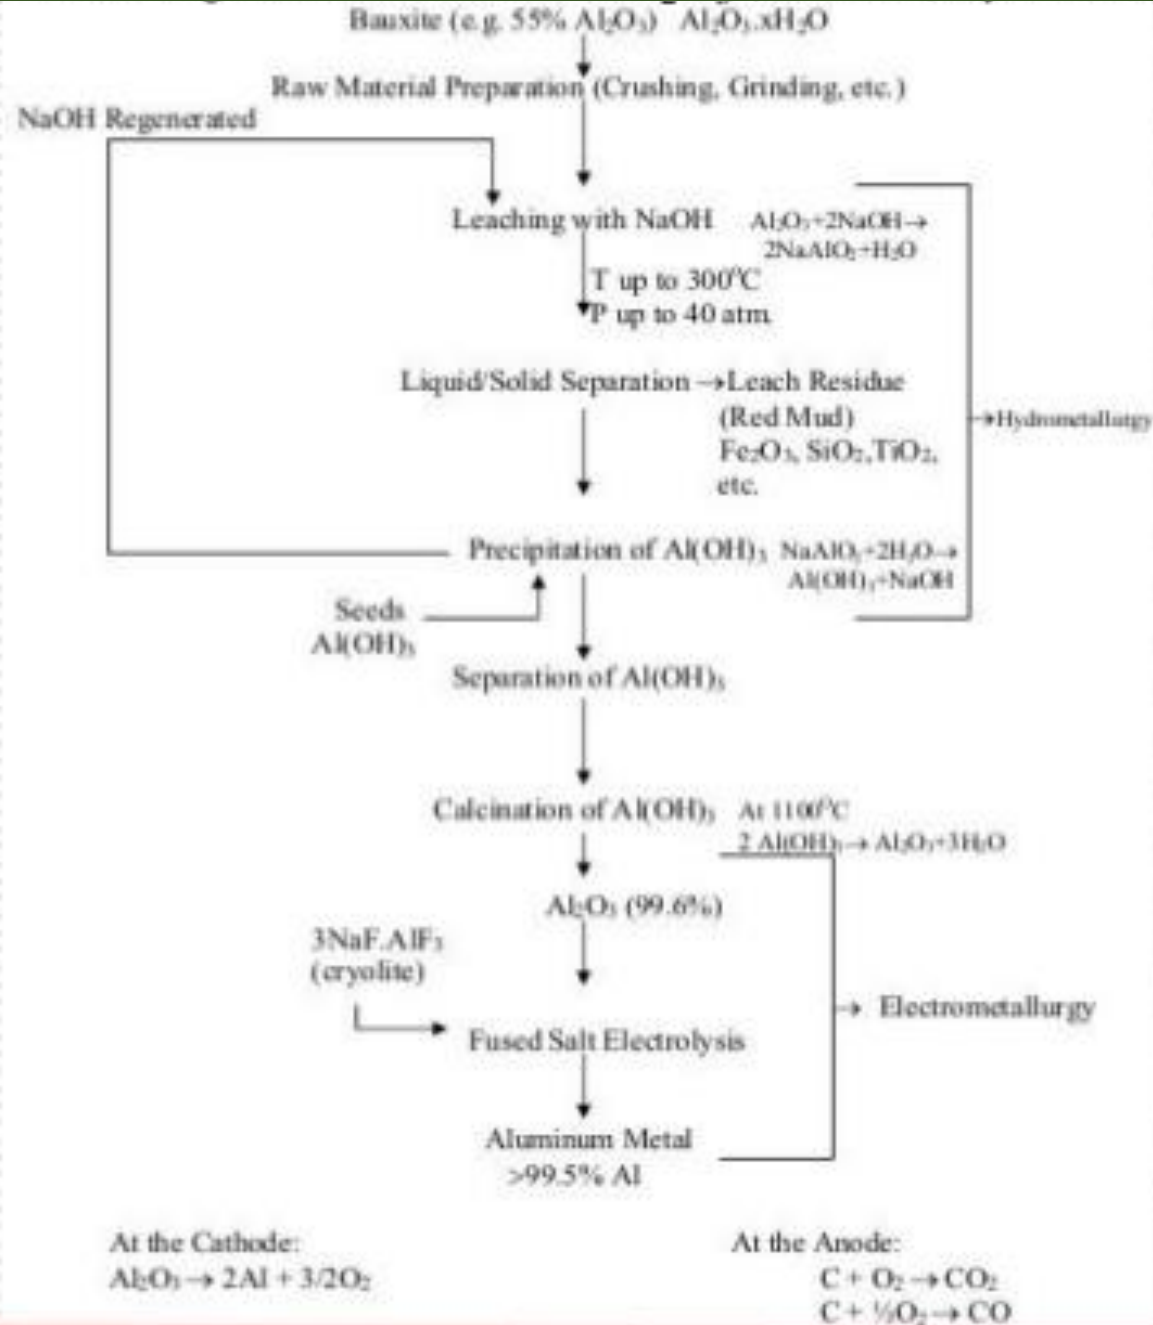 Bauxite (e.g. 55% Al₂O₃) Al₂O₃.xH₂O
Raw Material Preparation (Crushing, Grinding, etc.)
NaOH Regenerated
Leaching with NaOH Al₂O₃+2NaOH→
2NaAlO₂+H₂O
T up to 300⁰C
P up to 40 atm
Liquid/Solid Separation →Leach Residue
(Red Mud)
Fe₂O₃, SiO₂,TiO₂,
etc.
→Hydrometallurgy
Precipitation of Al(OH)₃ NaAlO₂+2H₂O→
Al(OH)₃+NaOH
Seeds
Al(OH)₃
Separation of Al(OH)₃
Calcination of Al(OH)₃ At 1100⁰C
2 Al(OH)₃→ Al₂O₃+3H₂O
Al₂O₃ (99.6%)
3NaF.AlF₃
(cryolite)
→ Electrometallurgy
Fused Salt Electrolysis
Aluminum Metal
>99.5% Al
At the Cathode:
Al₂O₃→ 2Al + 3/2O₂
At the Anode:
C + O₂→CO₂
C + ½O₂→ CO